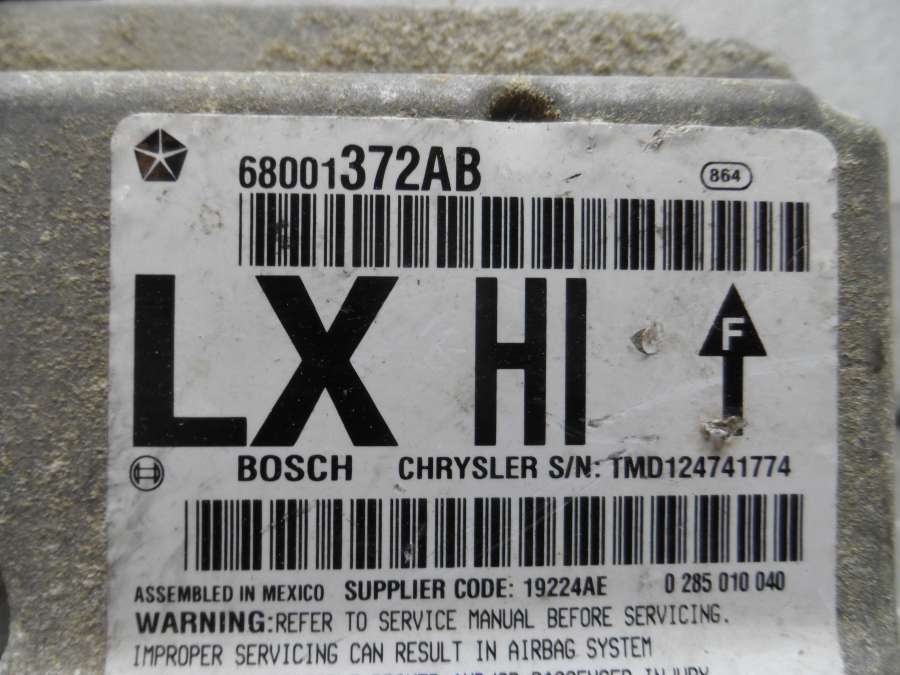 68001372AB 864
LX HI F
BOSCH CHRYSLER S/N: TMD124741774
ASSEMBLED IN MEXICO SUPPLIER CODE: 19224AE 0 285 010 040
WARNING:REFER TO SERVICE MANUAL BEFORE SERVICING.
IMPROPER SERVICING CAN RESULT IN AIRBAG SYSTEM
INJURY